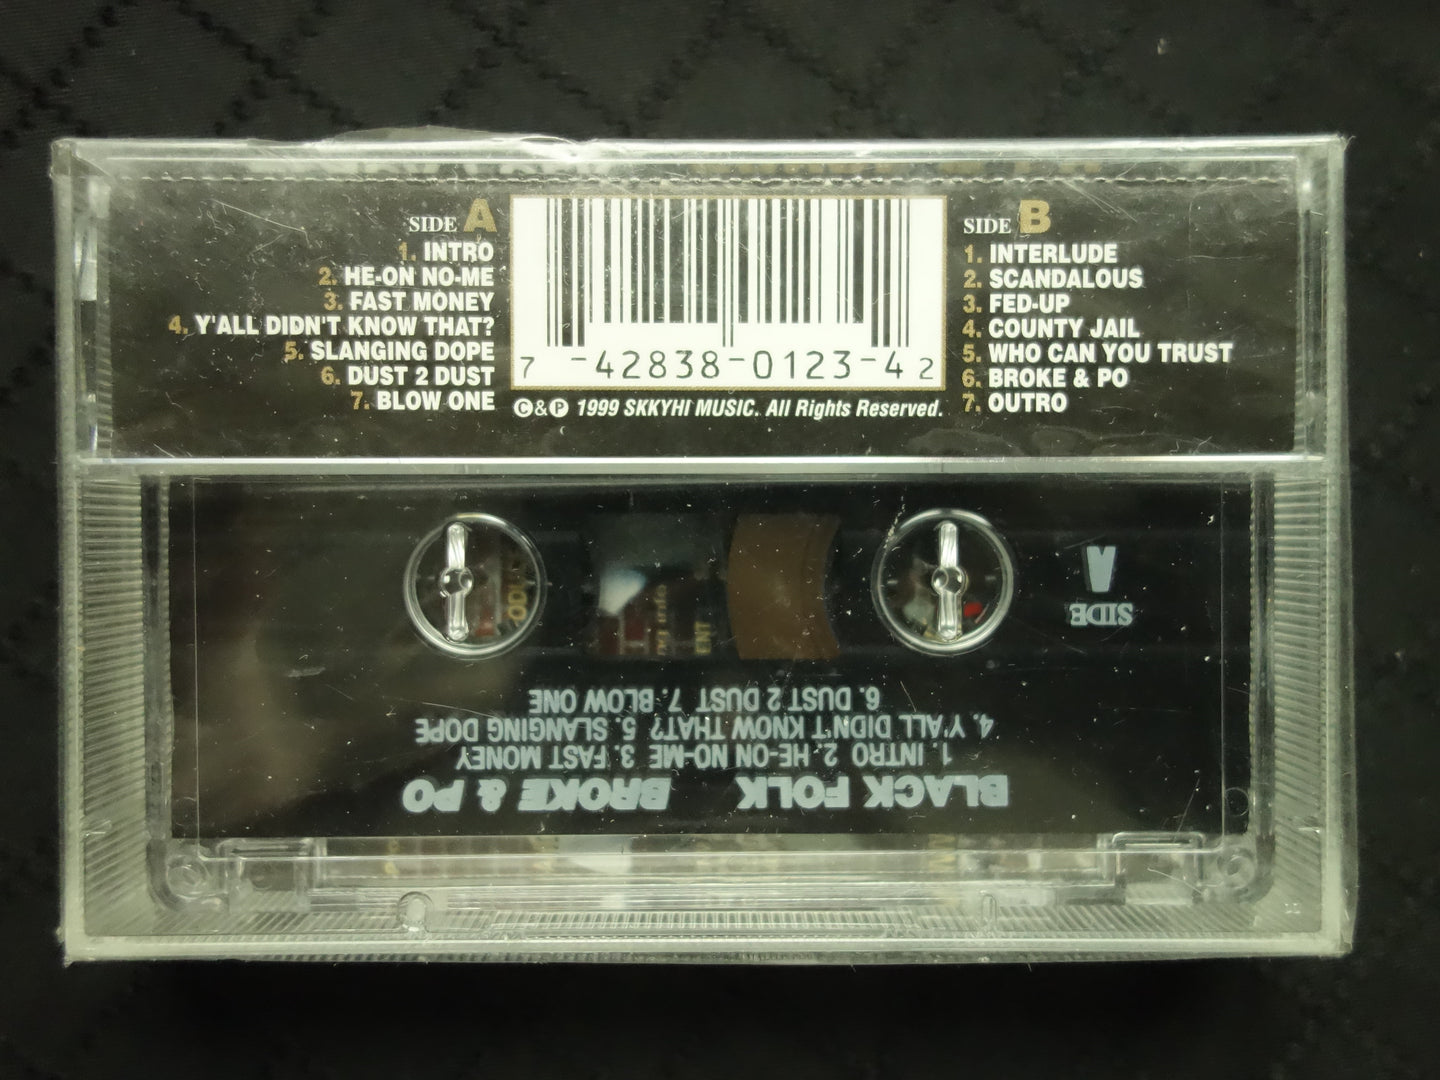 SIDE A
1. INTRO
2. HE-ON NO-ME
3. FAST MONEY
4. Y'ALL DIDN'T KNOW THAT?
5. SLANGING DOPE
6. DUST 2 DUST
7. BLOW ONE
7-42838-0123-4 2
©&℗ 1999 SKKYHI MUSIC. All Rights Reserved.
SIDE B
1. INTERLUDE
2. SCANDALOUS
3. FED-UP
4. COUNTY JAIL
5. WHO CAN YOU TRUST
6. BROKE & PO
7. OUTRO
BLACK FOLK BROKE & PO
1. INTRO 2. HE-ON NO-ME 3. FAST MONEY
4. Y'ALL DIDN'T KNOW THAT? 5. SLANGING DOPE
6. DUST 2 DUST 7. BLOW ONE
SIDE
A